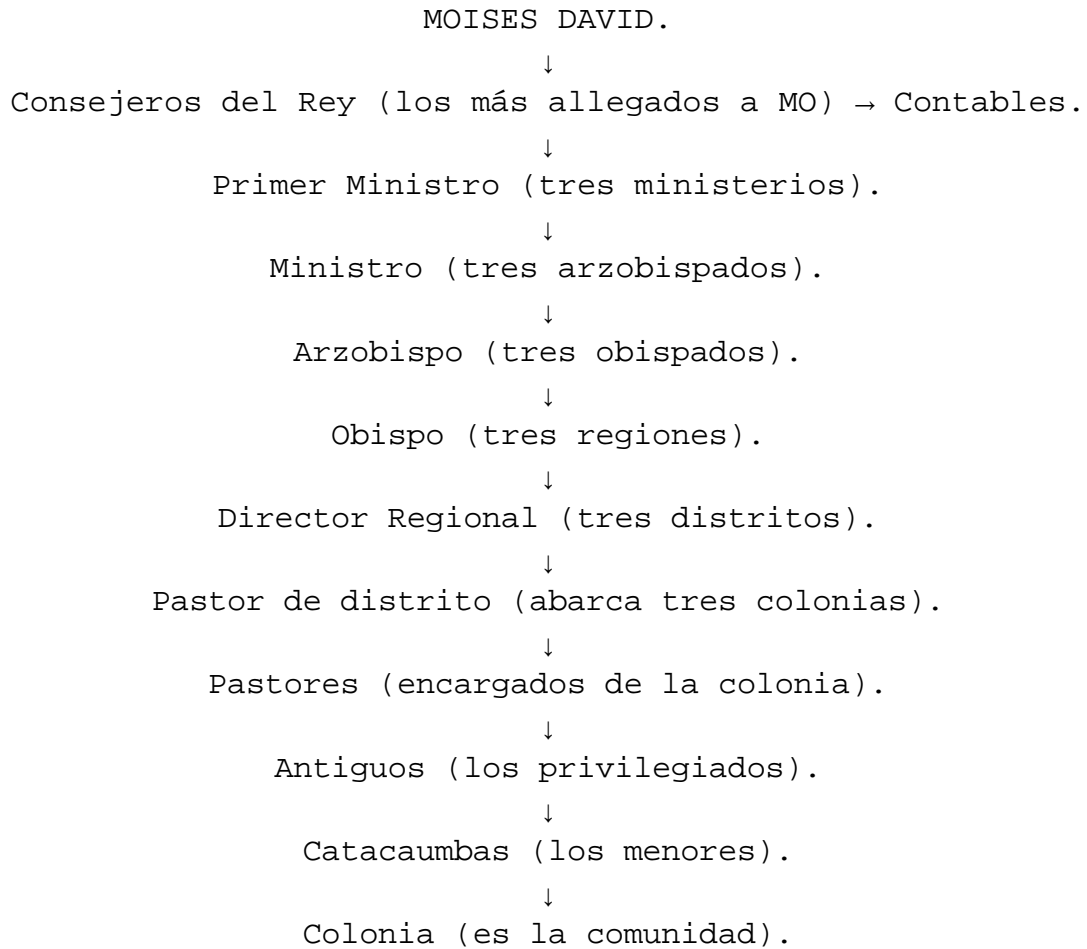 MOISES DAVID.
↓
Consejeros del Rey (los más allegados a MO) → Contables.
↓
Primer Ministro (tres ministerios).
↓
Ministro (tres arzobispados).
↓
Arzobispo (tres obispados).
↓
Obispo (tres regiones).
↓
Director Regional (tres distritos).
↓
Pastor de distrito (abarca tres colonias).
↓
Pastores (encargados de la colonia).
↓
Antiguos (los privilegiados).
↓
Catacaumbas (los menores).
↓
Colonia (es la comunidad).